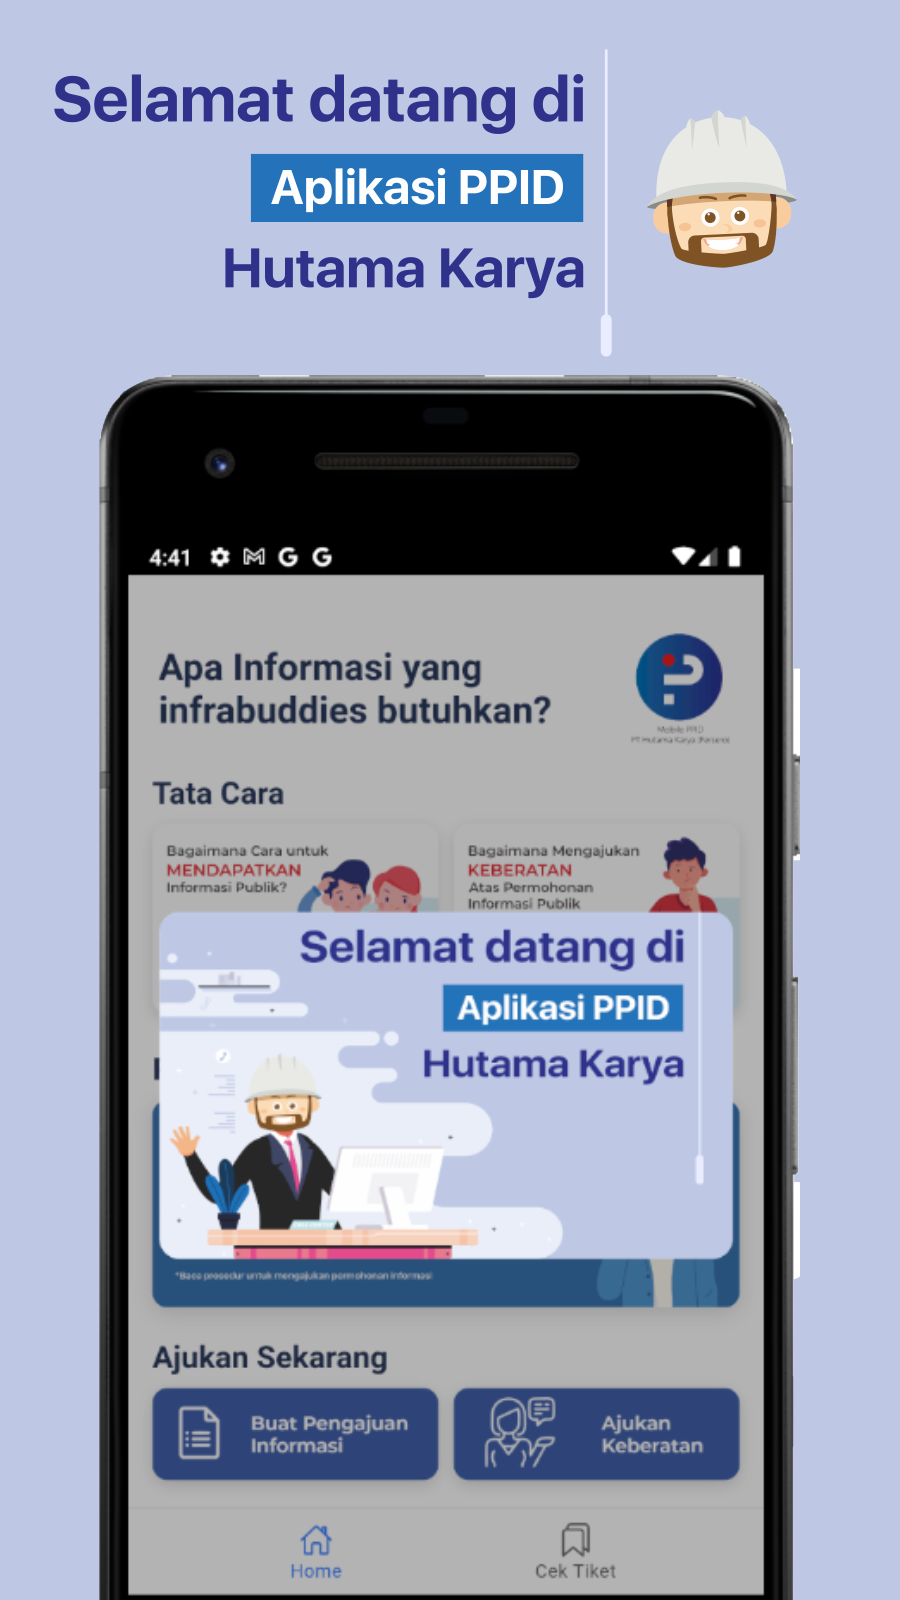 Selamat datang di
Aplikasi PPID
Hutama Karya
4:41
Apa Informasi yang
infrabuddies butuhkan?
Mobile PPID
PT Hutama Karya (Persero)
Tata Cara
Bagaimana Cara untuk
MENDAPATKAN
Informasi Publik?
Bagaimana Mengajukan
KEBERATAN
Atas Permohonan
Informasi Publik
Selamat datang di
Aplikasi PPID
Hutama Karya
*Baca prosedur untuk mengajukan permohonan informasi
Ajukan Sekarang
Buat Pengajuan
Informasi
Ajukan
Keberatan
Home
Cek Tiket